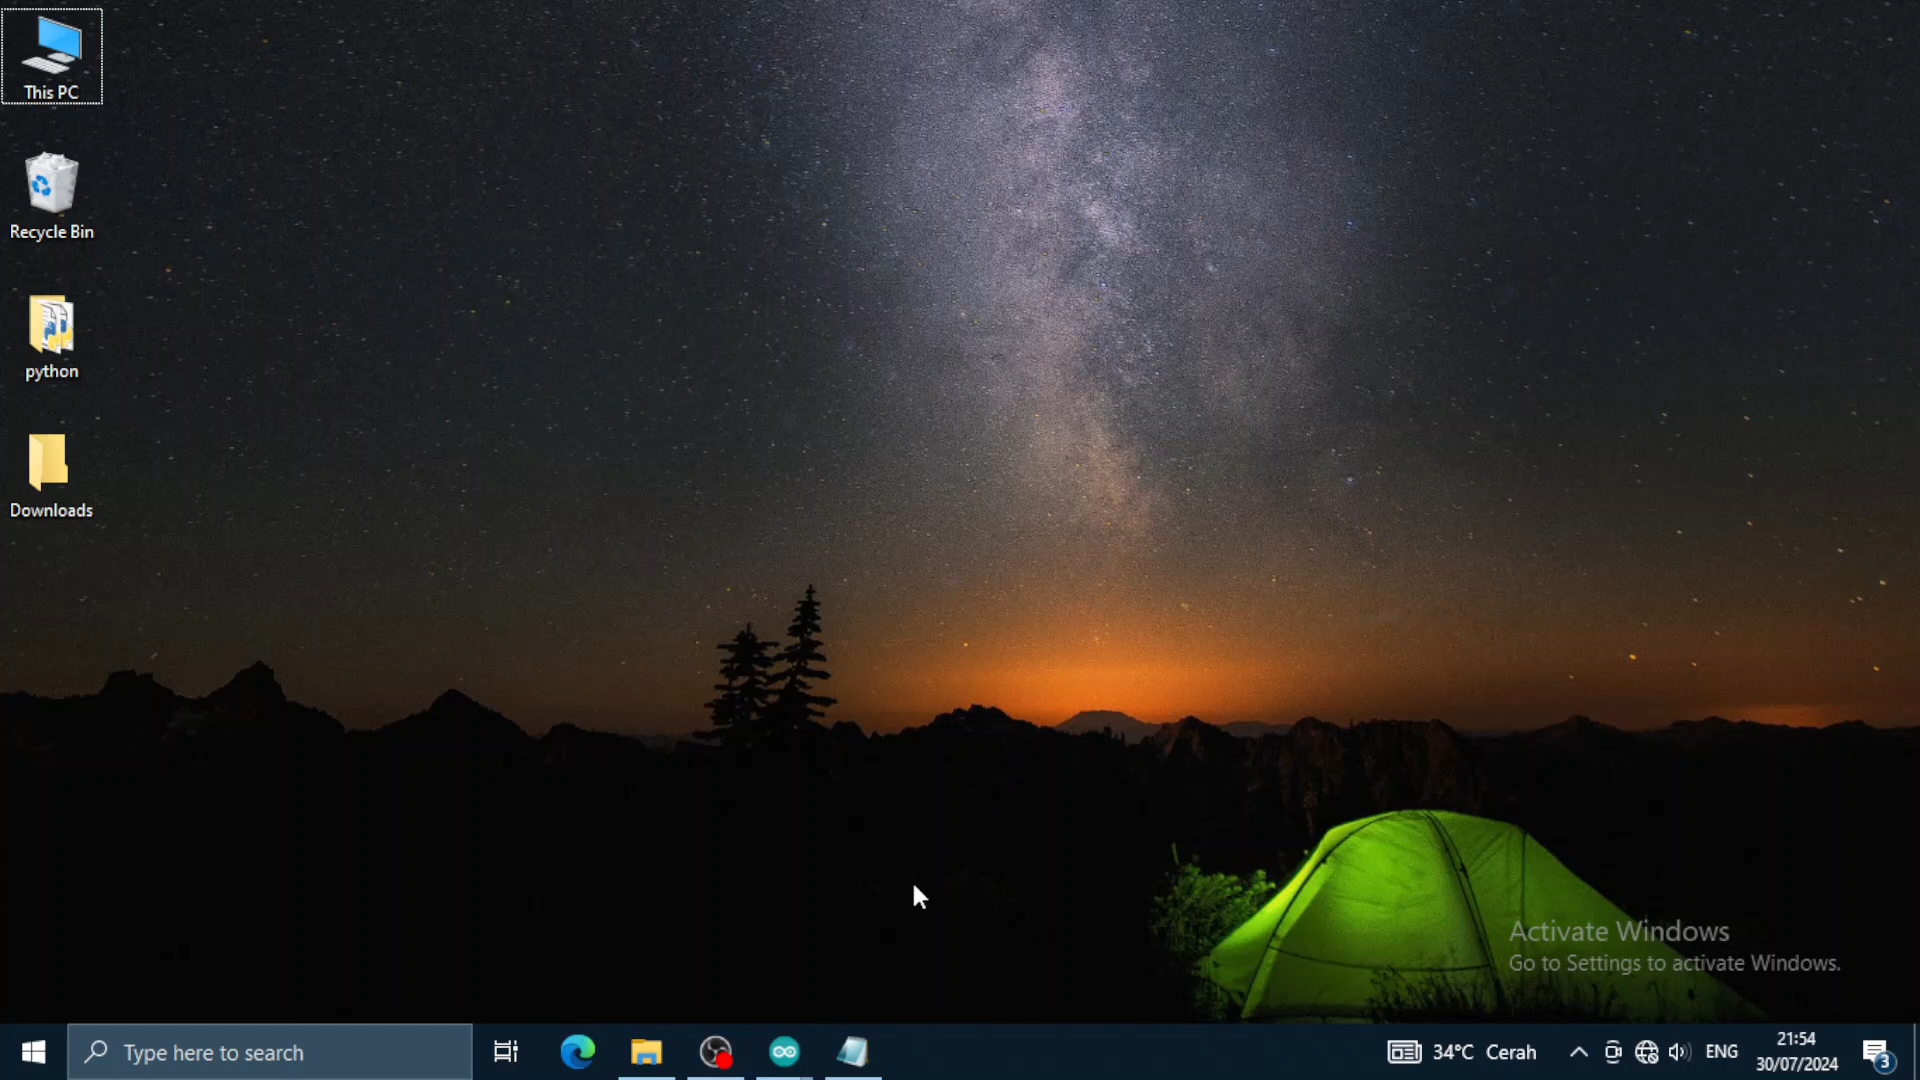 This PC
Recycle Bin
python
Downloads
Activate Windows
Go to Settings to activate Windows.
Type here to search
34°C Cerah
ENG
21:54
30/07/2024
3